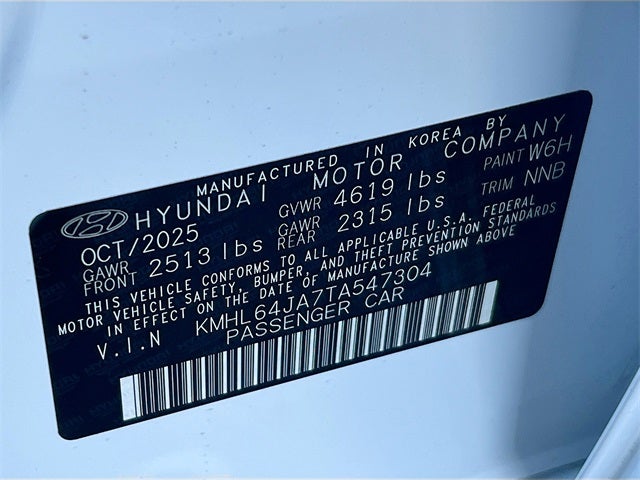 MANUFACTURED IN KOREA BY
HYUNDAI MOTOR COMPANY
OCT/2025 GVWR 4619 lbs PAINT W6H
GAWR FRONT 2513 lbs GAWR REAR 2315 lbs TRIM NNB
THIS VEHICLE CONFORMS TO ALL APPLICABLE U.S.A. FEDERAL
MOTOR VEHICLE SAFETY, BUMPER, AND THEFT PREVENTION STANDARDS
IN EFFECT ON THE DATE OF MANUFACTURE SHOWN ABOVE
V.I.N KMHL64JA7TA547304
PASSENGER CAR